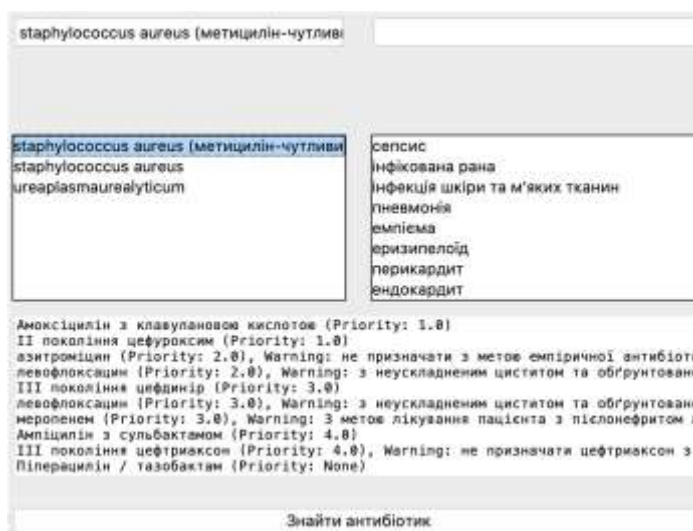 staphylococcus aureus (метицилін-чутливи
staphylococcus aureus (метицилін-чутливи
staphylococcus aureus
ureaplasmaurealyticum
сепсис
інфікована рана
інфекція шкіри та м'яких тканин
пневмонія
емпієма
еризипелоїд
перикардит
ендокардит
Амоксіцилін з клавулановою кислотою (Priority: 1.0)
II покоління цефуроксим (Priority: 1.0)
азитроміцин (Priority: 2.0), Warning: не призначати з метою емпіричної антибіот
левофлоксацин (Priority: 2.0), Warning: з неускладненим циститом та обґрунтован
III покоління цефдинір (Priority: 3.0)
левофлоксацин (Priority: 3.0), Warning: з неускладненим циститом та обґрунтован
меропенем (Priority: 3.0), Warning: З метою лікування пацієнта з пієлонефритом
Ампіцилін з сульбактамом (Priority: 4.0)
III покоління цефтриаксон (Priority: 4.0), Warning: не призначати цефтриаксон з
Піперацилін / тазобактам (Priority: None)
Знайти антибіотик